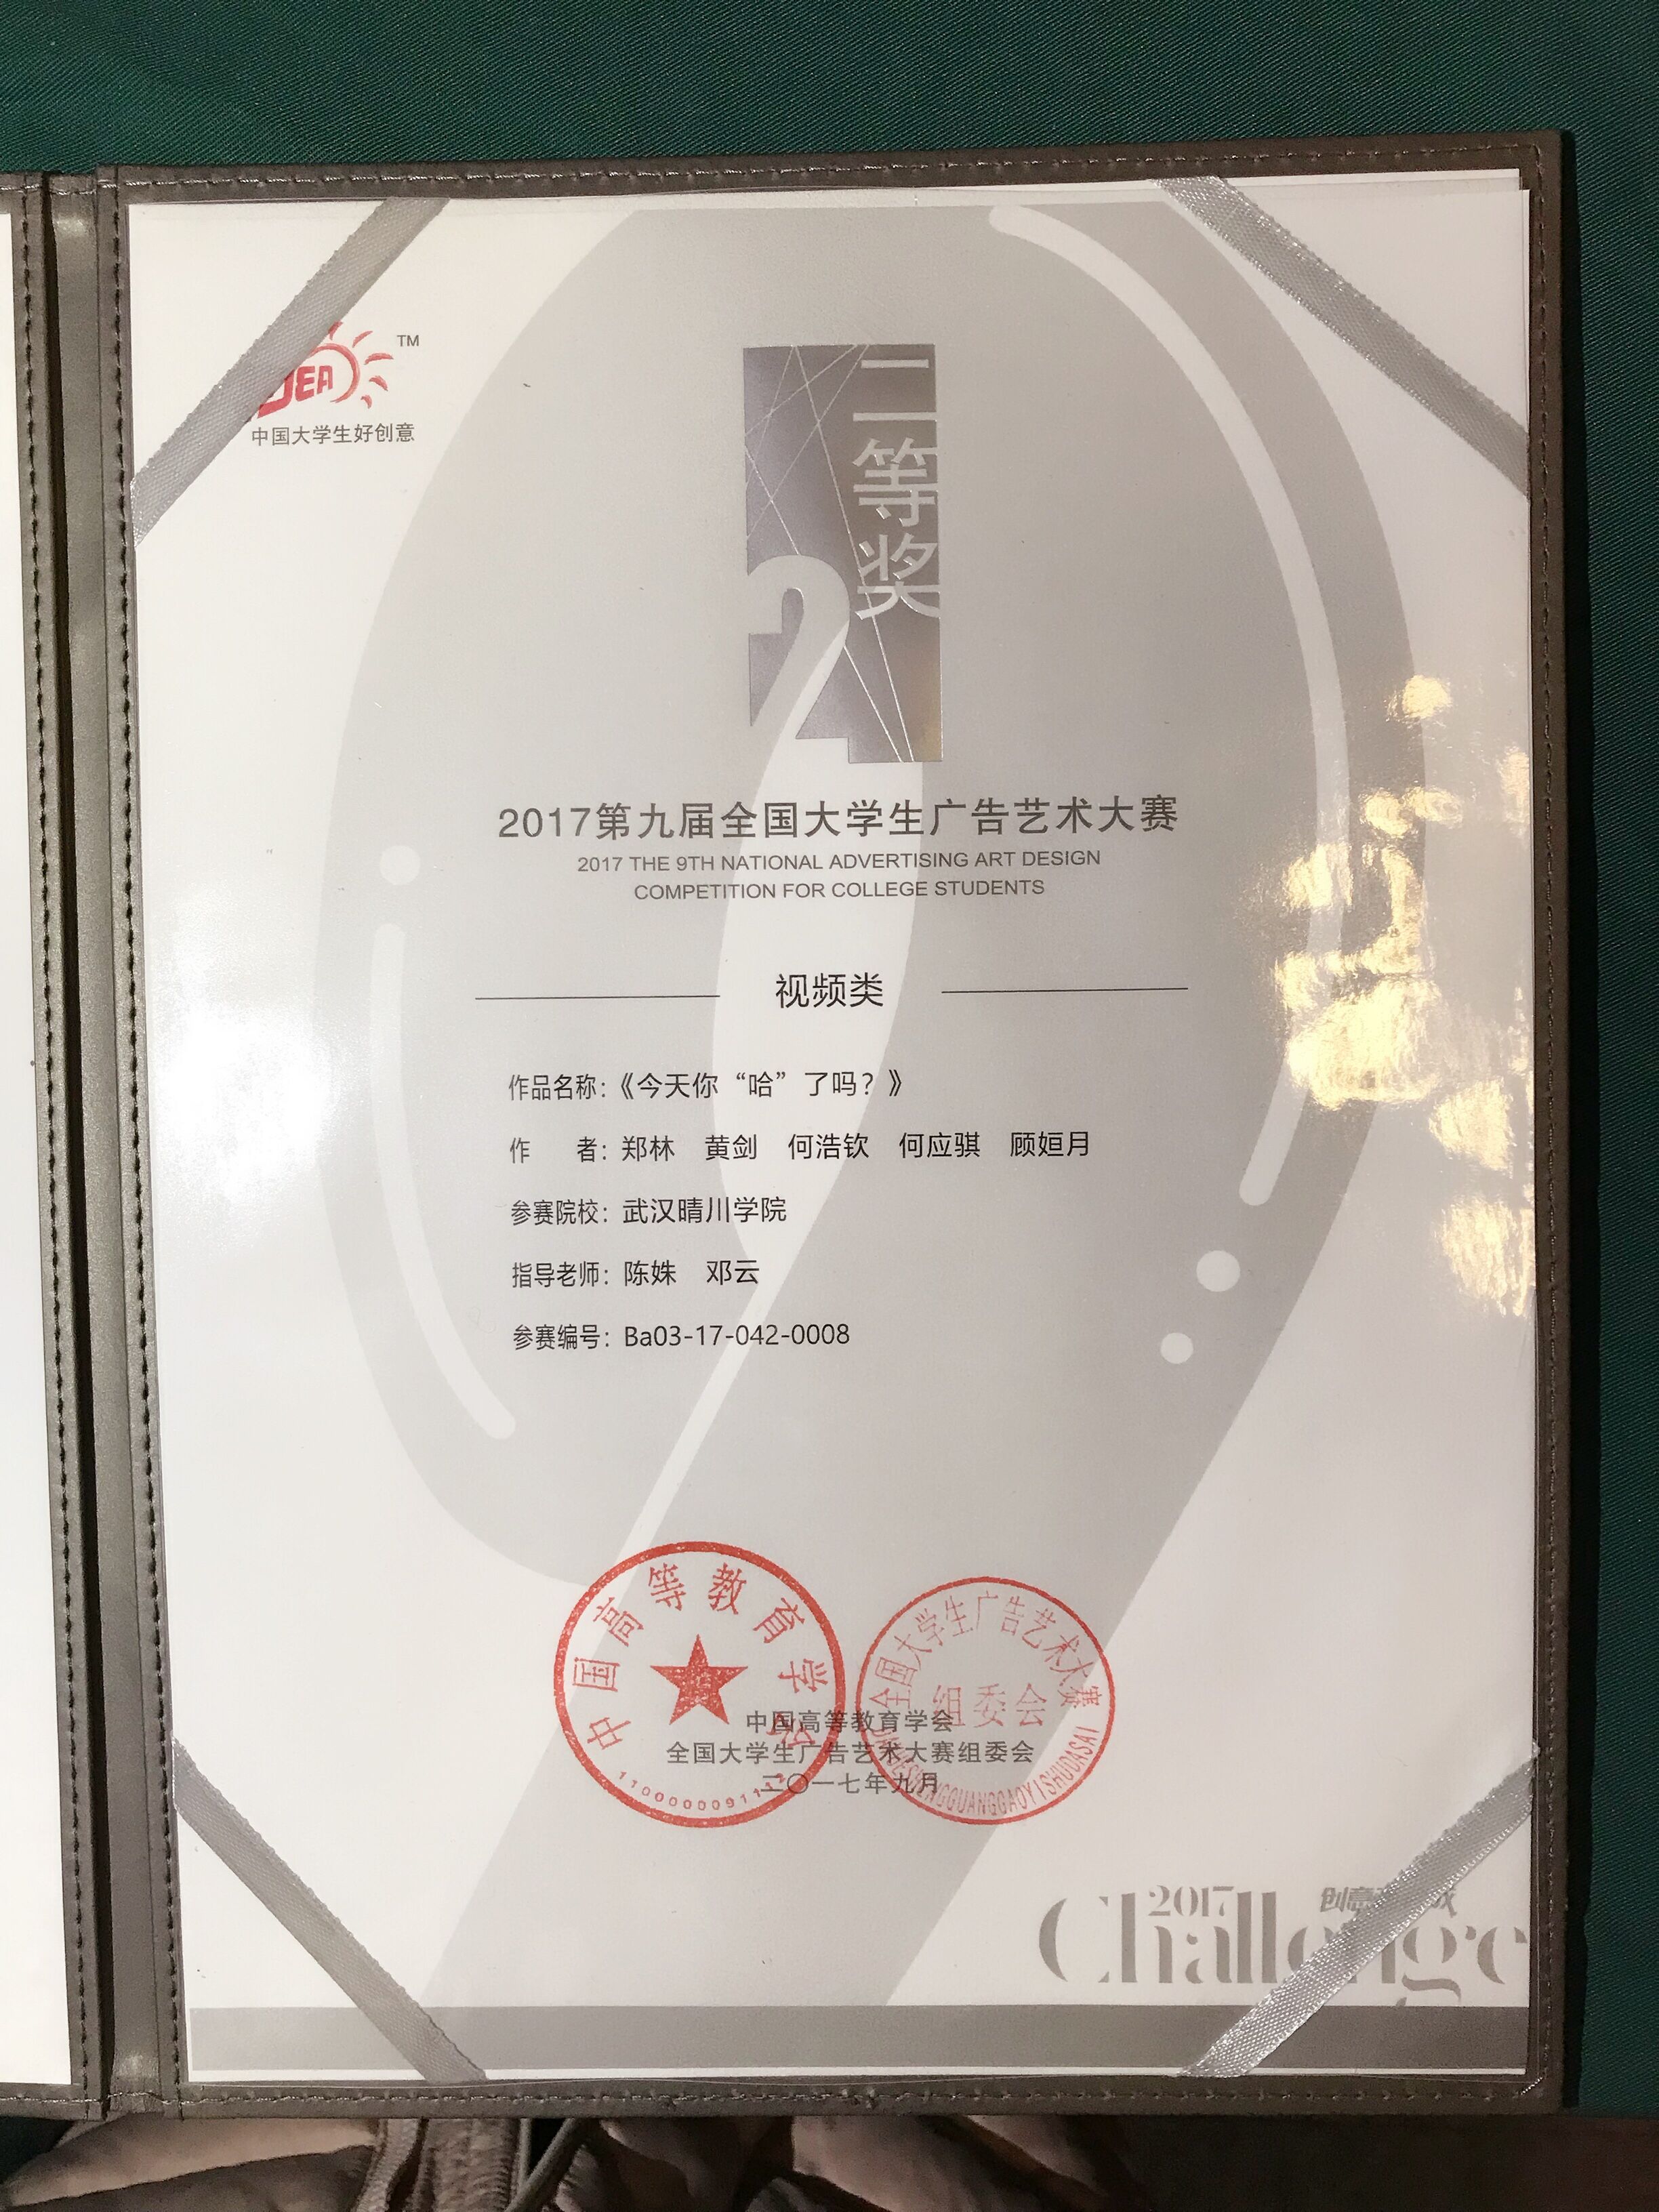 TM
中国大学生好创意
二等奖
2
2017第九届全国大学生广告艺术大赛
2017 THE 9TH NATIONAL ADVERTISING ART DESIGN
COMPETITION FOR COLLEGE STUDENTS
视频类
作品名称：《今天你“哈”了吗？》
作 者：郑林 黄剑 何浩钦 何应骐 顾姮月
参赛院校：武汉晴川学院
指导老师：陈姝 邓云
参赛编号：Ba03-17-042-0008
中国高等教育学会
全国大学生广告艺术大赛
组委会
中国高等教育学会
全国大学生广告艺术大赛组委会
二〇一七年九月
2017
Challenge